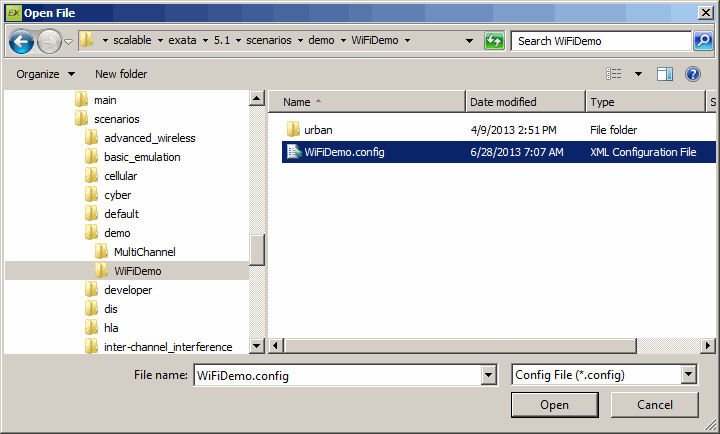 EX Open File
scalable exata 5.1 scenarios demo WiFiDemo Search WiFiDemo
Organize New folder
main
scenarios
advanced_wireless
basic_emulation
cellular
cyber
default
demo
MultiChannel
WiFiDemo
developer
dis
hla
inter-channel_interference
Name Date modified Type S
urban 4/9/2013 2:51 PM File folder
WiFiDemo.config 6/28/2013 7:07 AM XML Configuration File
File name: WiFiDemo.config Config File (*.config)
Open Cancel